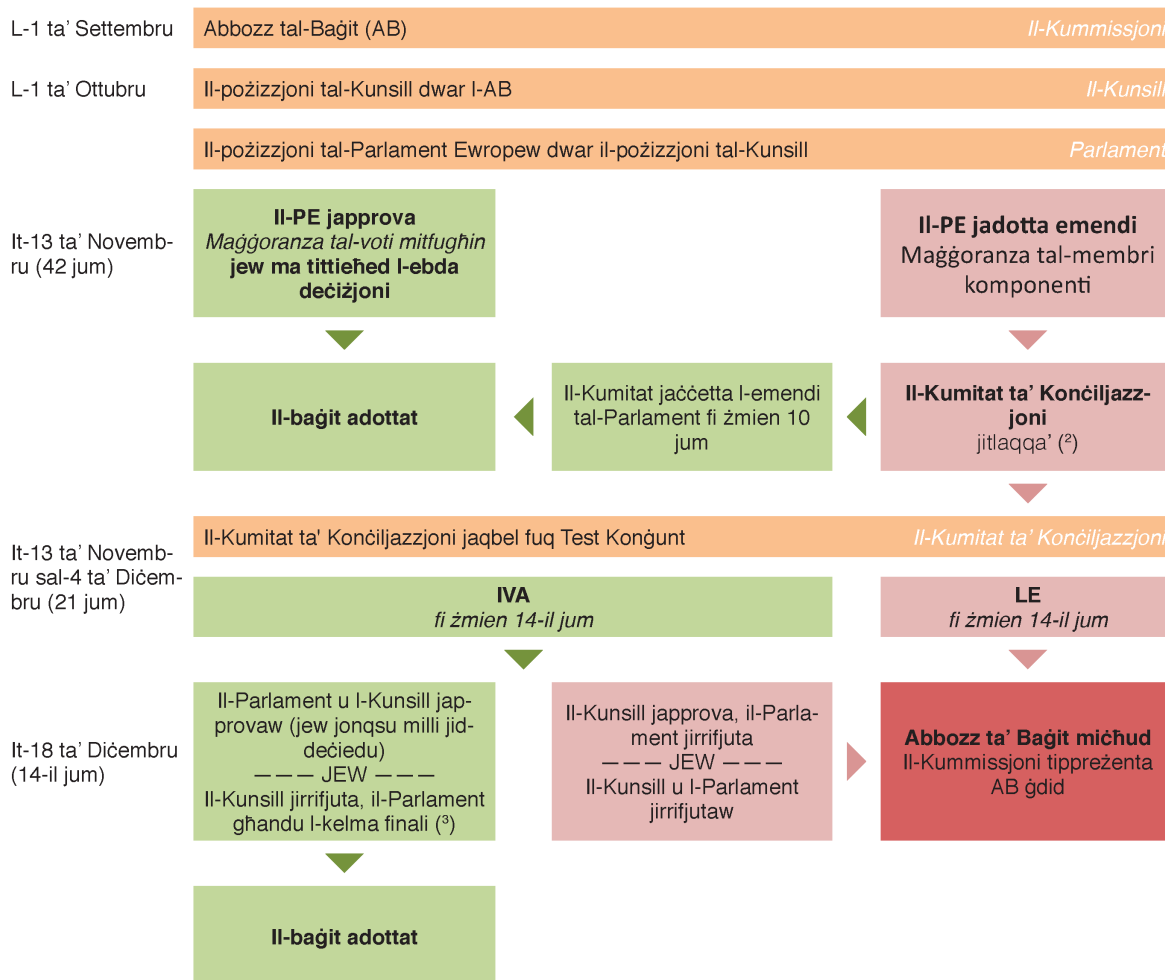 L-1 ta’ Settembru
Abbozz tal-Baġit (AB)
Il-Kummissjoni
L-1 ta’ Ottubru
Il-pożizzjoni tal-Kunsill dwar l-AB
Il-Kunsill
Il-pożizzjoni tal-Parlament Ewropew dwar il-pożizzjoni tal-Kunsill
Parlament
It-13 ta’ Novemb-
ru (42 jum)
Il-PE japprova
Maġġoranza tal-voti mitfugħin
jew ma tittieħed l-ebda
deċiżjoni
Il-PE jadotta emendi
Maġġoranza tal-membri
komponenti
Il-baġit adottat
Il-Kumitat jaċċetta l-emendi
tal-Parlament fi żmien 10
jum
Il-Kumitat ta’ Konċiljazz-
joni
jitlaqqa’ (²)
It-13 ta’ Novemb-
ru sal-4 ta’ Diċem-
bru (21 jum)
Il-Kumitat ta' Konċiljazzjoni jaqbel fuq Test Konġunt
Il-Kumitat ta’ Konċiljazzjoni
IVA
fi żmien 14-il jum
LE
fi żmien 14-il jum
It-18 ta’ Diċembru
(14-il jum)
Il-Parlament u l-Kunsill jap-
provaw (jew jonqsu milli jid-
deċiedu)
— — — JEW — — —
Il-Kunsill jirrifjuta, il-Parlament
għandu l-kelma finali (³)
Il-Kunsill japprova, il-Parla-
ment jirrifjuta
— — — JEW — — —
Il-Kunsill u l-Parlament
jirrifjutaw
Abbozz ta’ Baġit miċħud
Il-Kummissjoni tippreżenta
AB ġdid
Il-baġit adottat